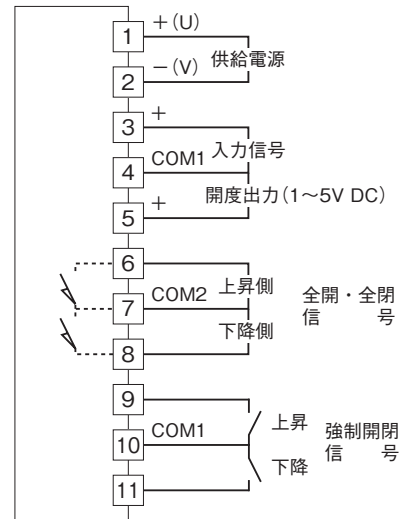 1 +(U)
供給電源
2 −(V)
3 +
入力信号
4 COM1
開度出力(1〜5V DC)
5 +
6
上昇側
7 COM2
下降側
8
全開・全閉
信 号
9
上昇
10 COM1
下降
11
強制開閉
信 号